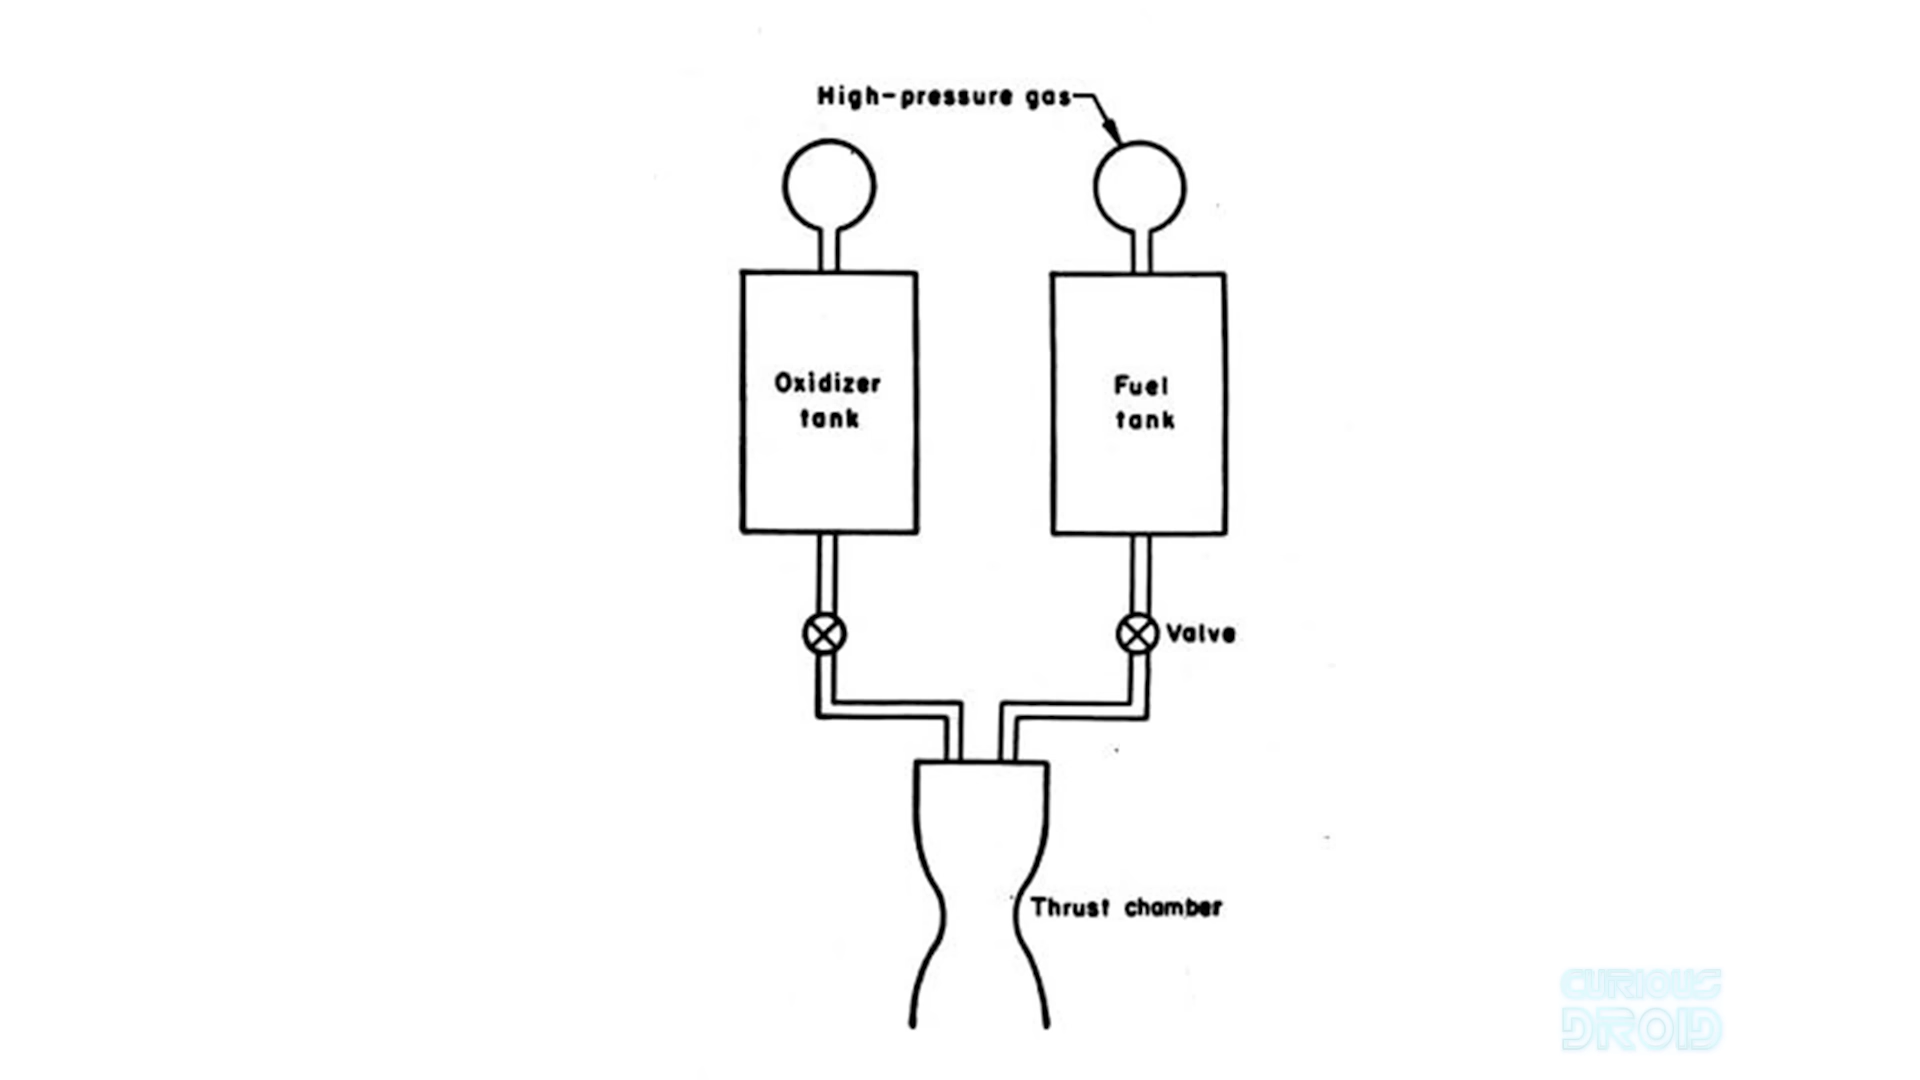 High-pressure gas
Oxidizer
tank
Fuel
tank
Valve
Thrust chamber
CURIOUS
DROID